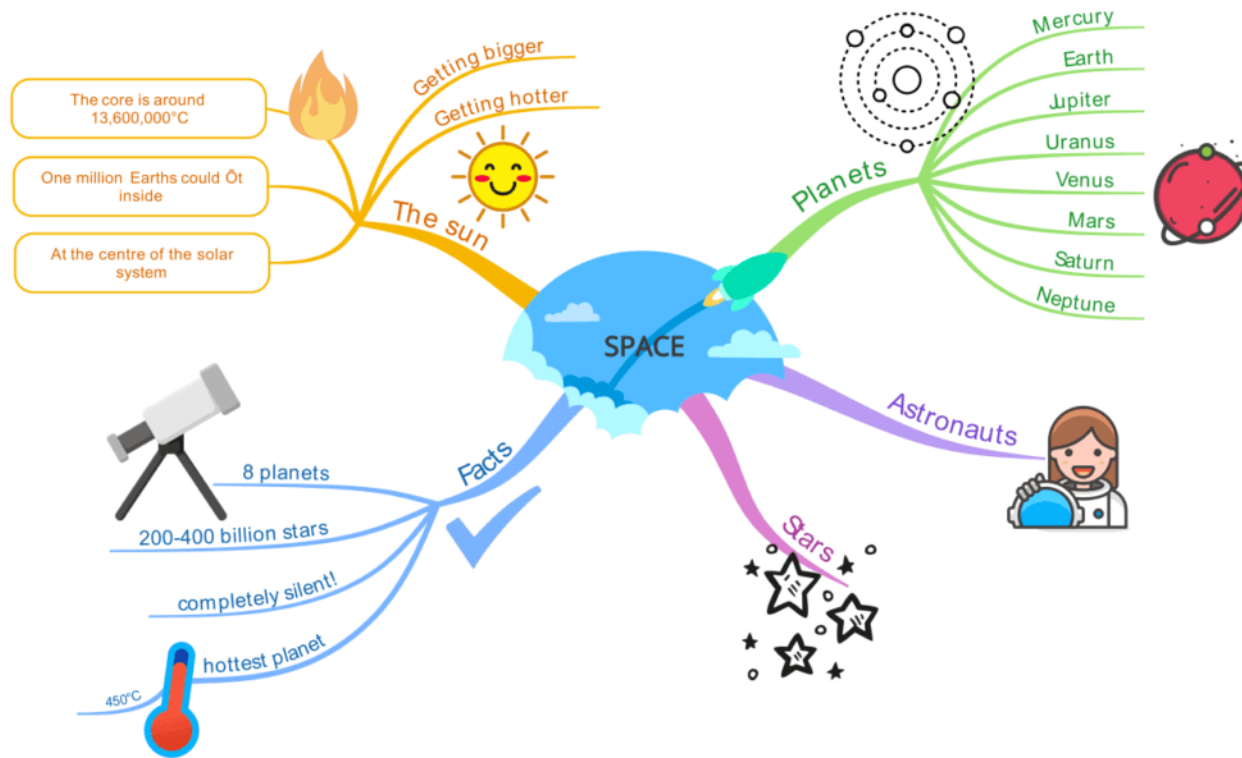 SPACE
The sun
Getting bigger
Getting hotter
The core is around
13,600,000°C
One million Earths could Õt
inside
At the centre of the solar
system
Planets
Mercury
Earth
Jupiter
Uranus
Venus
Mars
Saturn
Neptune
Astronauts
Stars
Facts
8 planets
200-400 billion stars
completely silent!
hottest planet
450°C